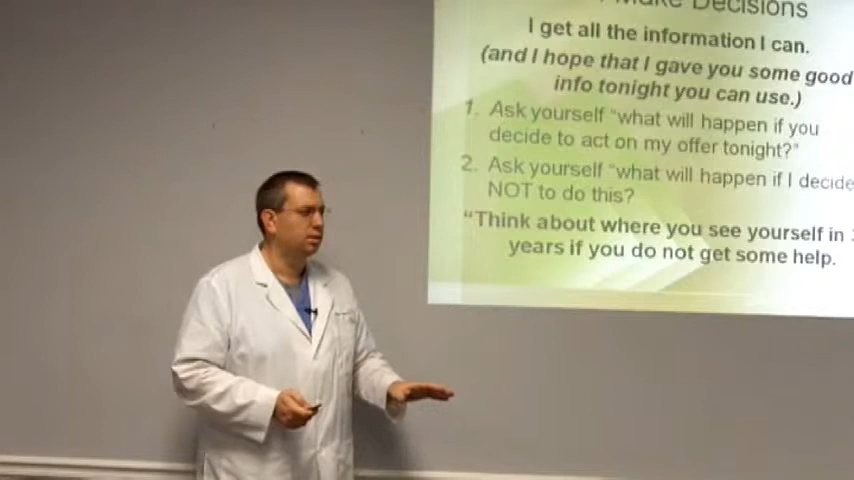 Make Decisions
I get all the information I can.
(and I hope that I gave you some good
info tonight you can use.)
1. Ask yourself “what will happen if you
decide to act on my offer tonight?”
2. Ask yourself “what will happen if I decide
NOT to do this?
“Think about where you see yourself in
years if you do not get some help.